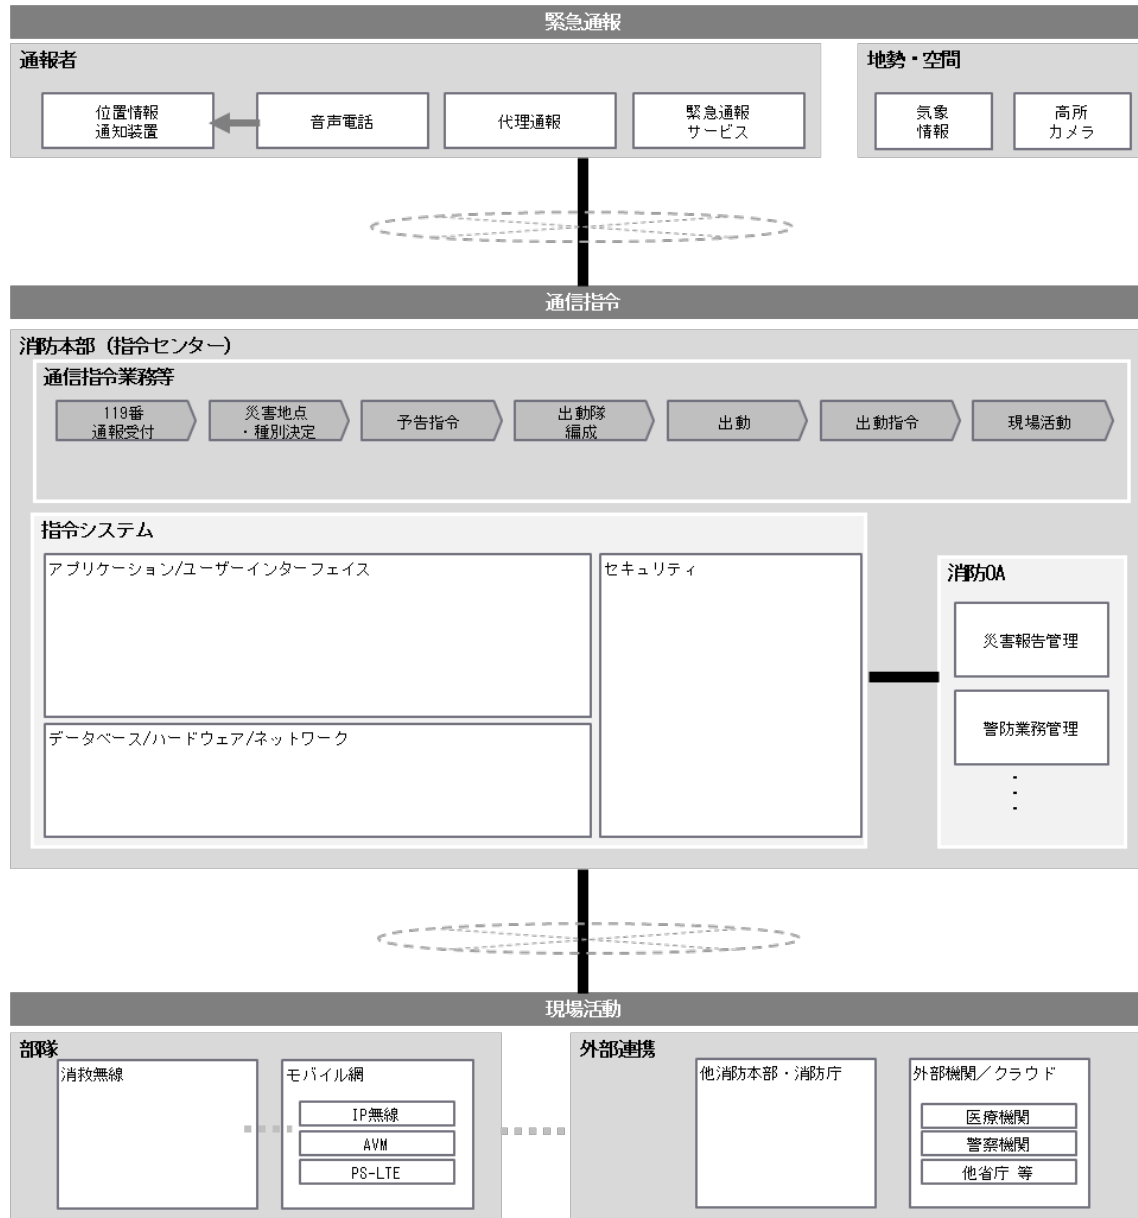 緊急通報
通報者
位置情報
通知装置
音声電話
代理通報
緊急通報
サービス
地勢・空間
気象
情報
高所
カメラ
通信指令
消防本部（指令センター）
通信指令業務等
119番
通報受付
災害地点
・種別決定
予告指令
出動隊
編成
出動
出動指令
現場活動
指令システム
アプリケーション/ユーザーインターフェイス
セキュリティ
データベース/ハードウェア/ネットワーク
消防OA
災害報告管理
警防業務管理
・
・
・
現場活動
部隊
消救無線
モバイル網
IP無線
AVM
PS-LTE
外部連携
他消防本部・消防庁
外部機関／クラウド
医療機関
警察機関
他省庁 等